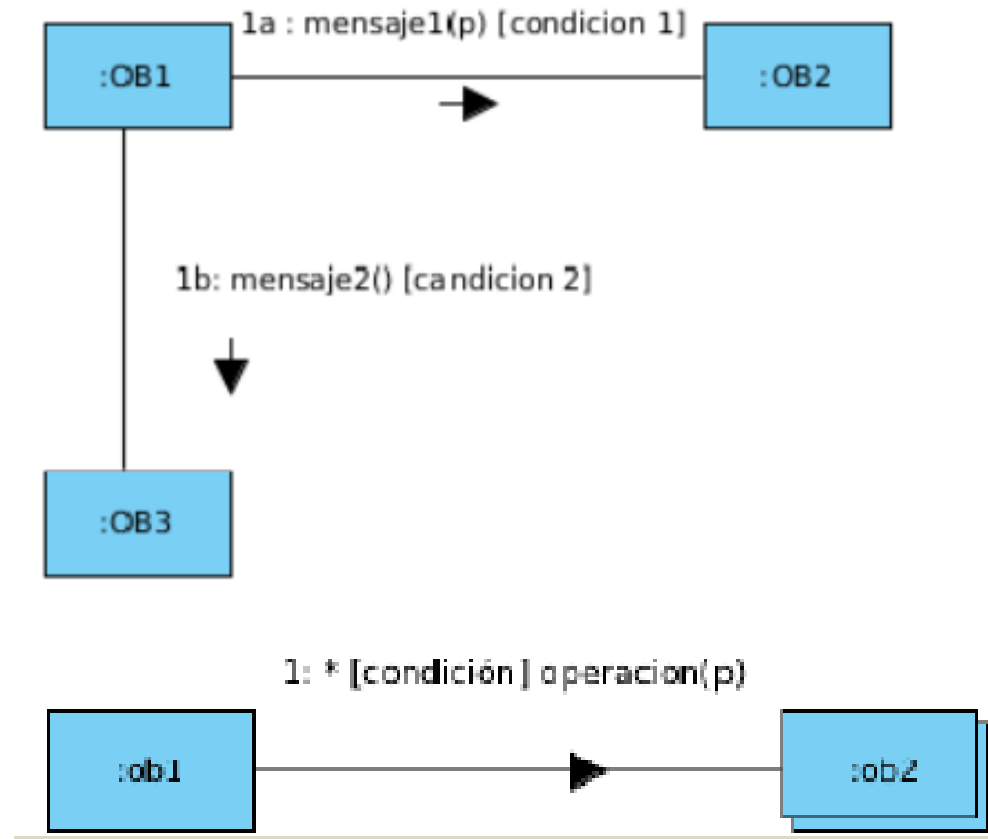 1a : mensaje1(p) [condicion 1]
:OB1
:OB2
1b: mensaje2() [candicion 2]
:OB3
1: * [condición] operacion(p)
:ob1
:ob2